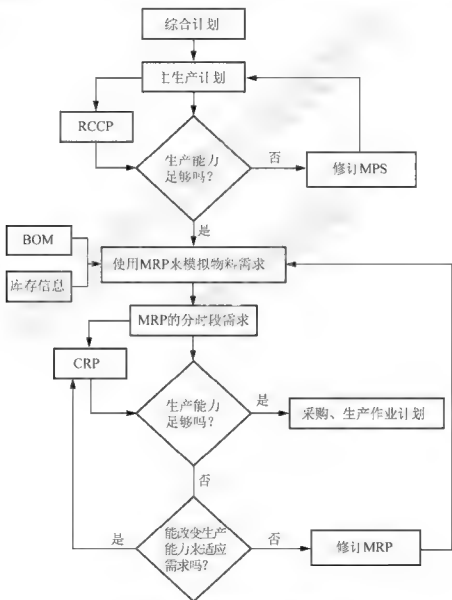 综合计划
主生产计划
RCCP
生产能力
足够吗?
否
修订MPS
是
BOM
库存信息
使用MRP来模拟物料需求
MRP的分时段需求
CRP
生产能力
足够吗?
是
采购、生产作业计划
否
能改变生产
能力来适应
需求吗?
是
否
修订MRP